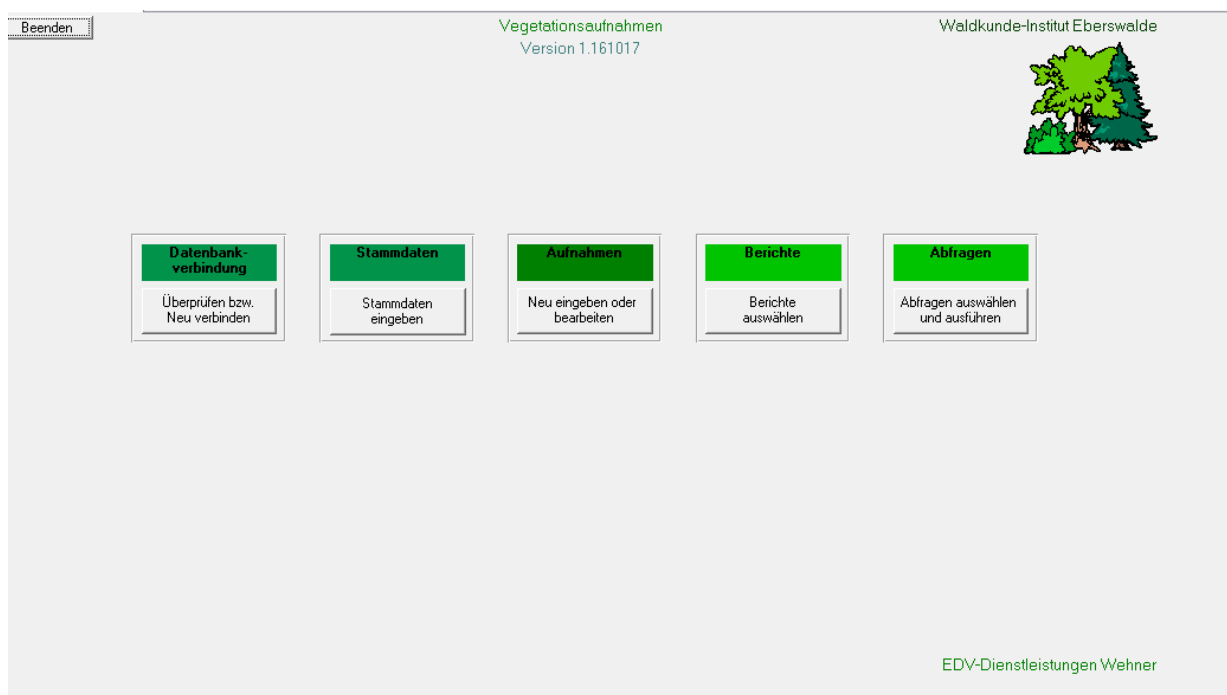 Beenden
Vegetationsaufnahmen
Version 1.161017
Waldkunde-Institut Eberswalde
Datenbank-
verbindung
Überprüfen bzw.
Neu verbinden
Stammdaten
Stammdaten
eingeben
Aufnahmen
Neu eingeben oder
bearbeiten
Berichte
Berichte
auswählen
Abfragen
Abfragen auswählen
und ausführen
EDV-Dienstleistungen Wehner